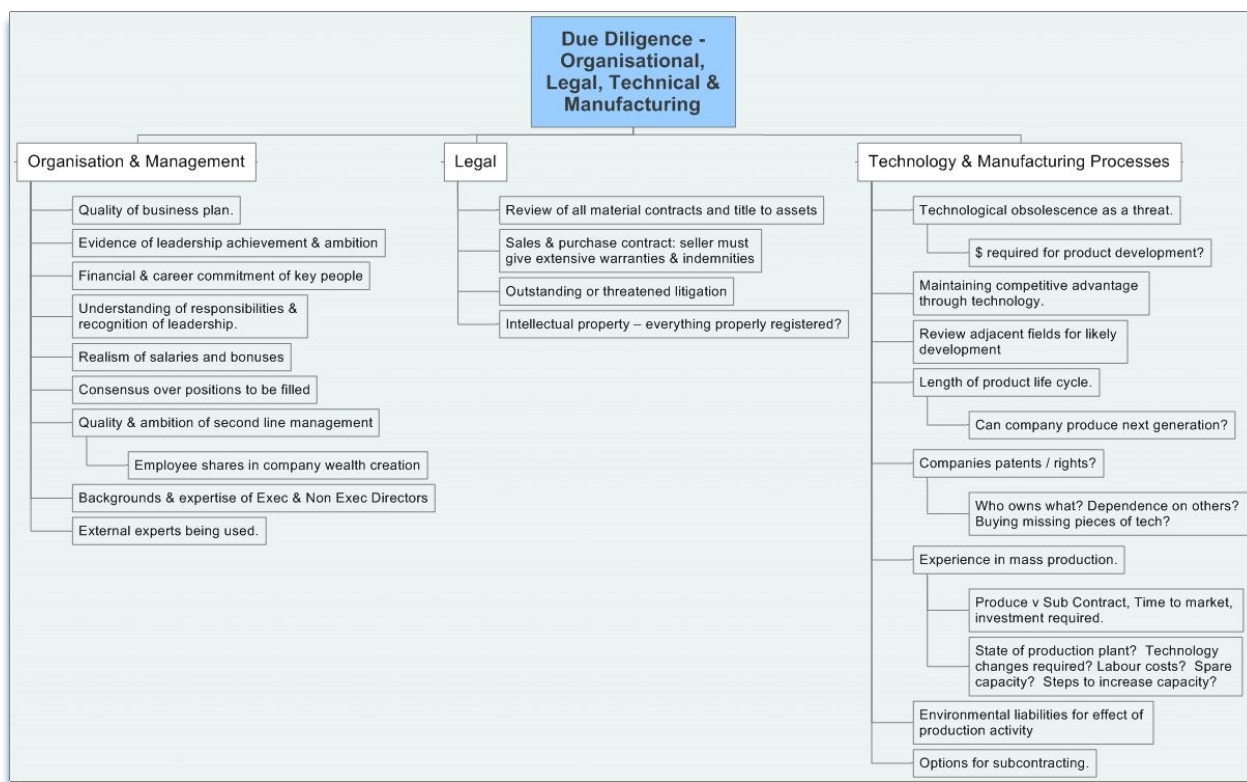 Due Diligence -
Organisational,
Legal, Technical &
Manufacturing
Organisation & Management
Quality of business plan.
Evidence of leadership achievement & ambition
Financial & career commitment of key people
Understanding of responsibilities &
recognition of leadership.
Realism of salaries and bonuses
Consensus over positions to be filled
Quality & ambition of second line management
Employee shares in company wealth creation
Backgrounds & expertise of Exec & Non Exec Directors
External experts being used.
Legal
Review of all material contracts and title to assets
Sales & purchase contract: seller must
give extensive warranties & indemnities
Outstanding or threatened litigation
Intellectual property – everything properly registered?
Technology & Manufacturing Processes
Technological obsolescence as a threat.
$ required for product development?
Maintaining competitive advantage
through technology.
Review adjacent fields for likely
development
Length of product life cycle.
Can company produce next generation?
Companies patents / rights?
Who owns what? Dependence on others?
Buying missing pieces of tech?
Experience in mass production.
Produce v Sub Contract, Time to market,
investment required.
State of production plant? Technology
changes required? Labour costs? Spare
capacity? Steps to increase capacity?
Environmental liabilities for effect of
production activity
Options for subcontracting.